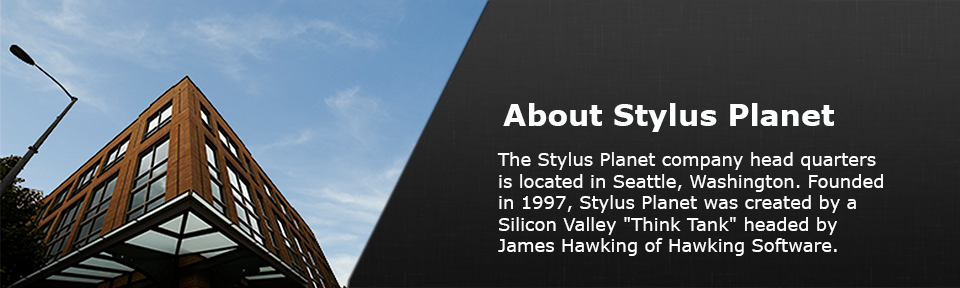 About Stylus Planet
The Stylus Planet company head quarters
is located in Seattle, Washington. Founded
in 1997, Stylus Planet was created by a
Silicon Valley "Think Tank" headed by
James Hawking of Hawking Software.